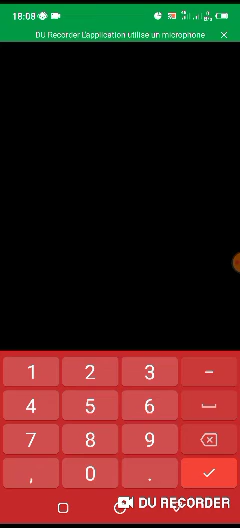 18:08
DU Recorder L'application utilise un microphone
1 2 3 -
4 5 6
7 8 9
, 0 .
DU RECORDER